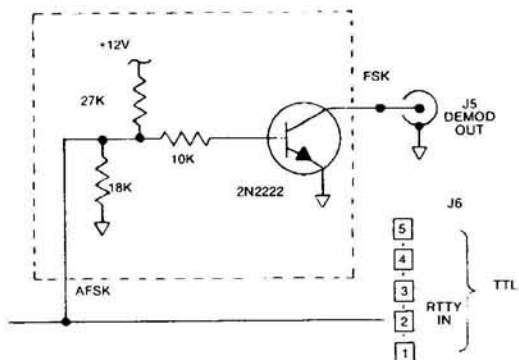 +12V
FSK
27K
J5
DEMOD
OUT
10K
18K
2N2222
J6
5
4
3
2
1
RTTY
IN
TTL
AFSK